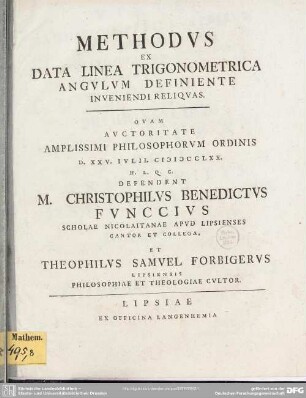 METHODVS
EX
DATA LINEA TRIGONOMETRICA
ANGVLVM DEFINIENTE
INVENIENDI RELIQVAS.
QVAM
AVCTORITATE
AMPLISSIMI PHILOSOPHORVM ORDINIS
D. XXV. IVLII. CIƆIƆCCLXX.
H. L. Q. C.
DEFENDENT
M. CHRISTOPHILVS BENEDICTVS
FVNCCIVS
SCHOLAE NICOLAITANAE APVD LIPSIENSES
CANTOR ET COLLEGA,
ET
THEOPHILVS SAMVEL FORBIGERVS
LIPSIENSIS
PHILOSOPHIAE ET THEOLOGIAE CVLTOR.
LIPSIAE
EX OFFICINA LANGENHEMIA
Mathem.
495,8